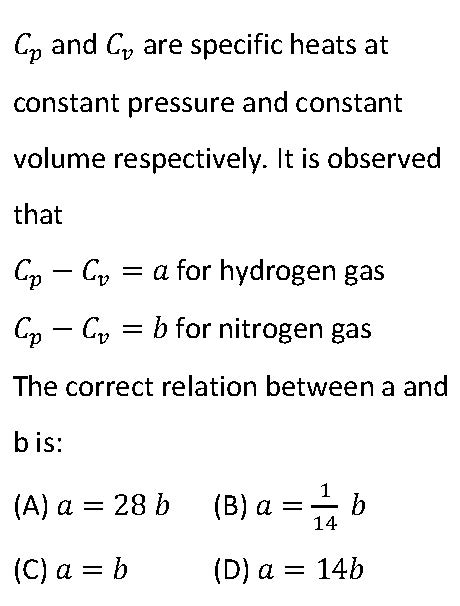 C_p and C_v are specific heats at
constant pressure and constant
volume respectively. It is observed
that
C_p − C_v = a for hydrogen gas
C_p − C_v = b for nitrogen gas
The correct relation between a and
b is:
(A) a = 28 b (B) a = 1/14 b
(C) a = b (D) a = 14b